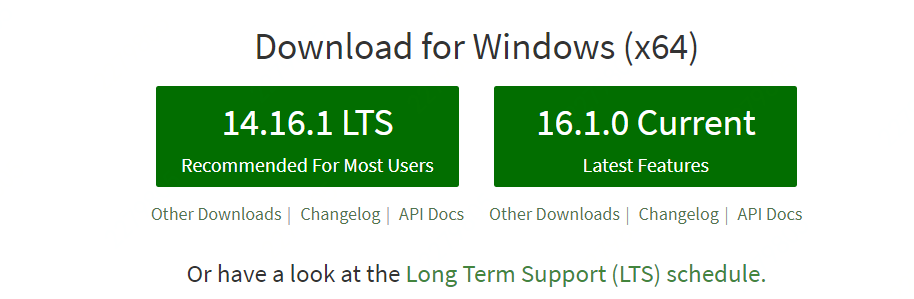 Download for Windows (x64)
14.16.1 LTS
Recommended For Most Users
16.1.0 Current
Latest Features
Other Downloads | Changelog | API Docs
Other Downloads | Changelog | API Docs
Or have a look at the Long Term Support (LTS) schedule.